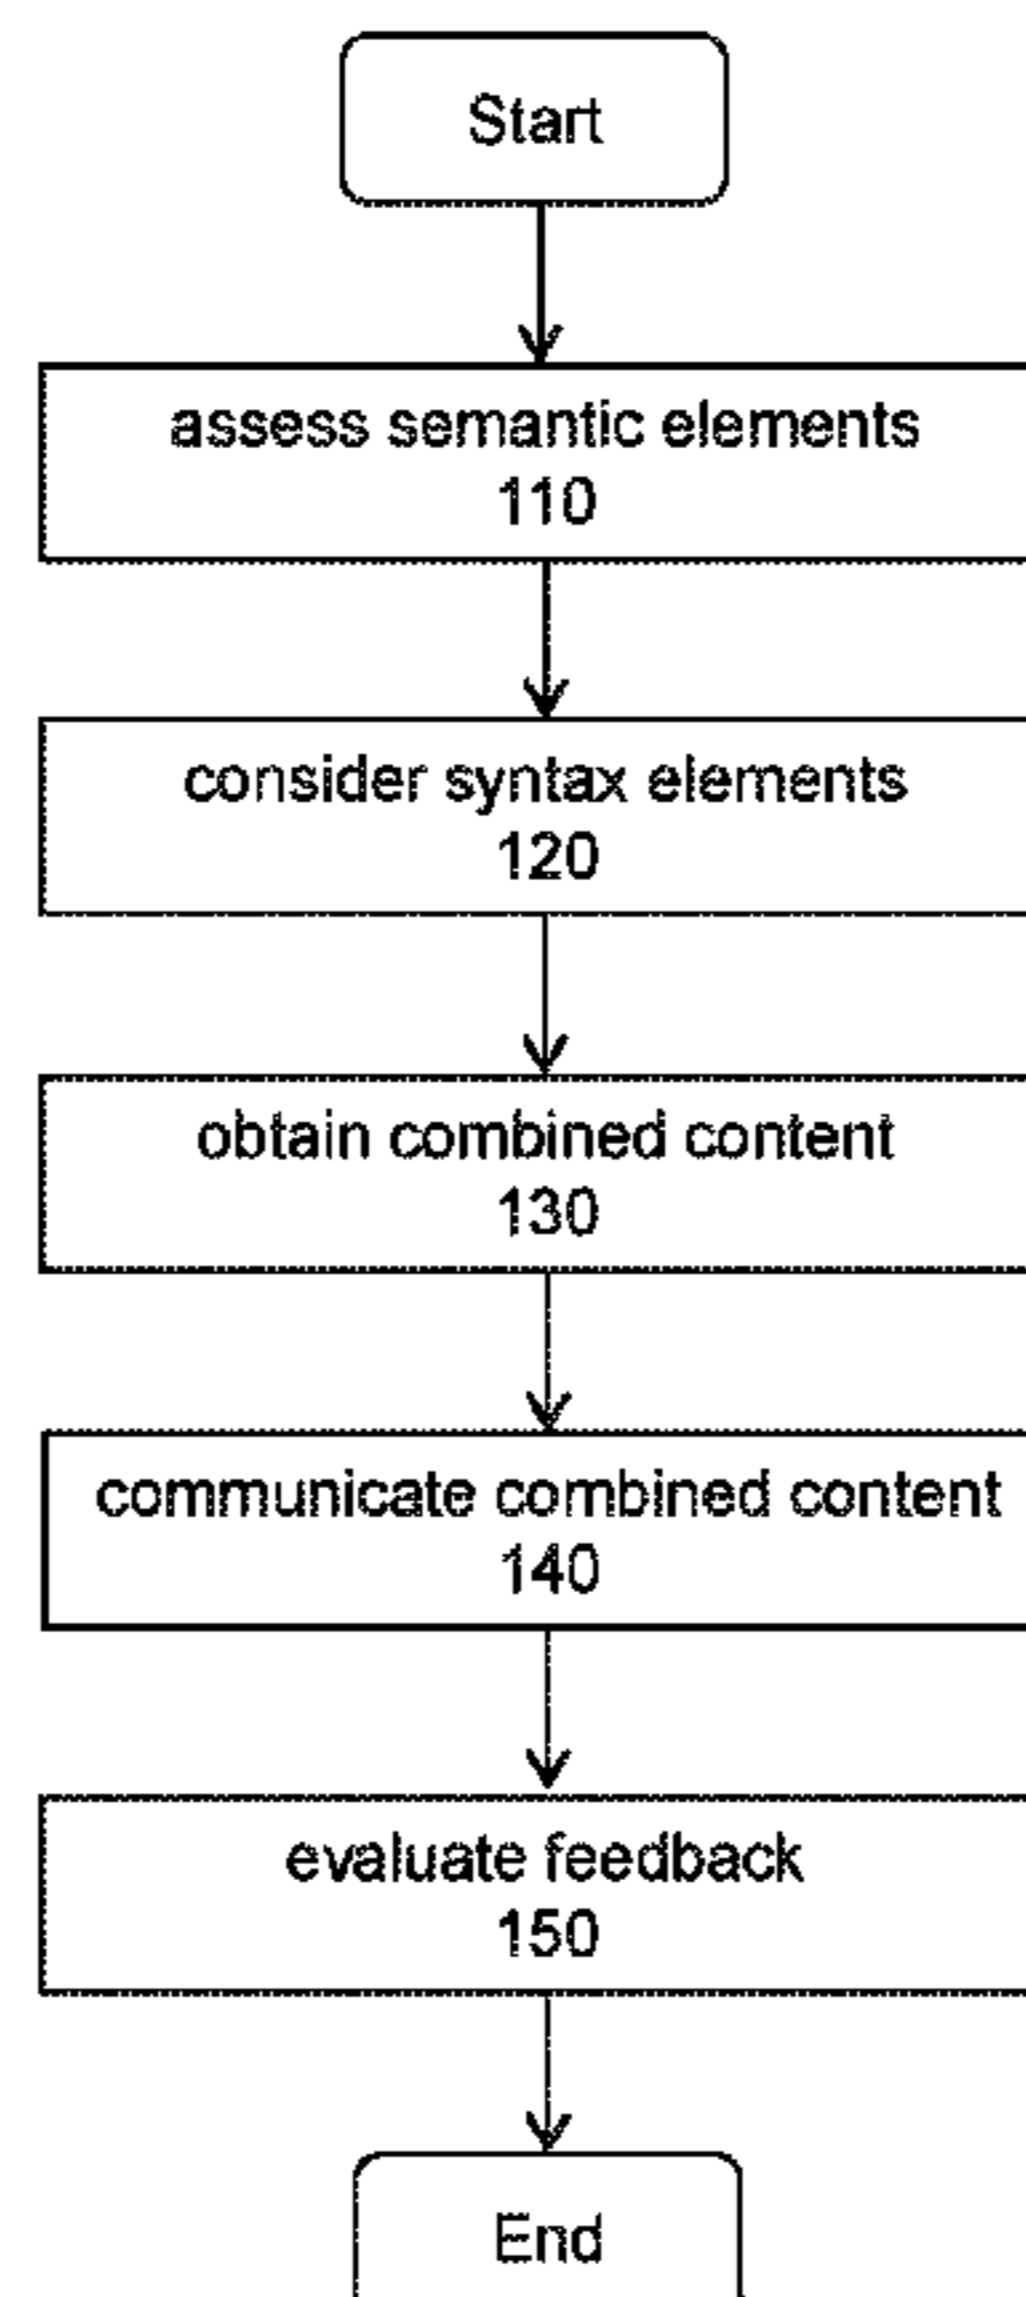 Start
assess semantic elements
110
consider syntax elements
120
obtain combined content
130
communicate combined content
140
evaluate feedback
150
End